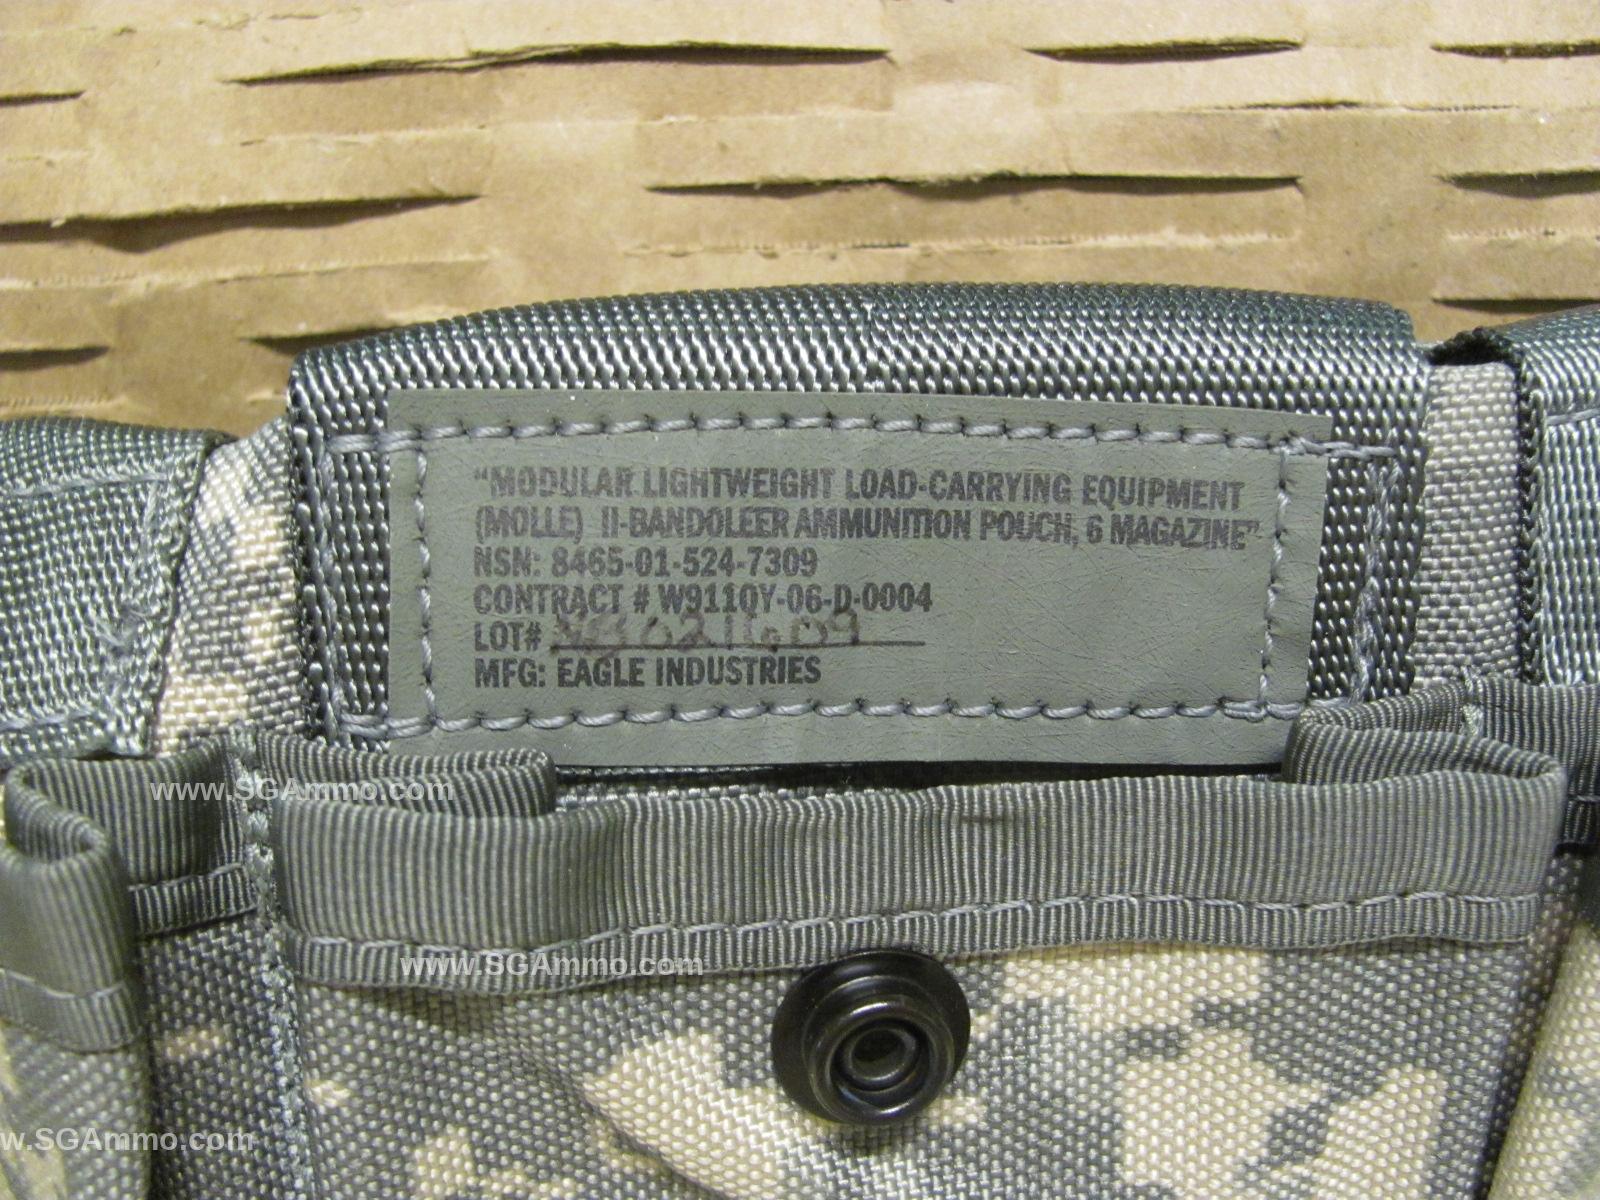 "MODULAR LIGHTWEIGHT LOAD-CARRYING EQUIPMENT
(MOLLE) II-BANDOLEER AMMUNITION POUCH, 6 MAGAZINE"
NSN: 8465-01-524-7309
CONTRACT # W911QY-06-D-0004
LOT#
MFG: EAGLE INDUSTRIES
www.SGAmmo.com
www.SGAmmo.com
w.SGAmmo.com